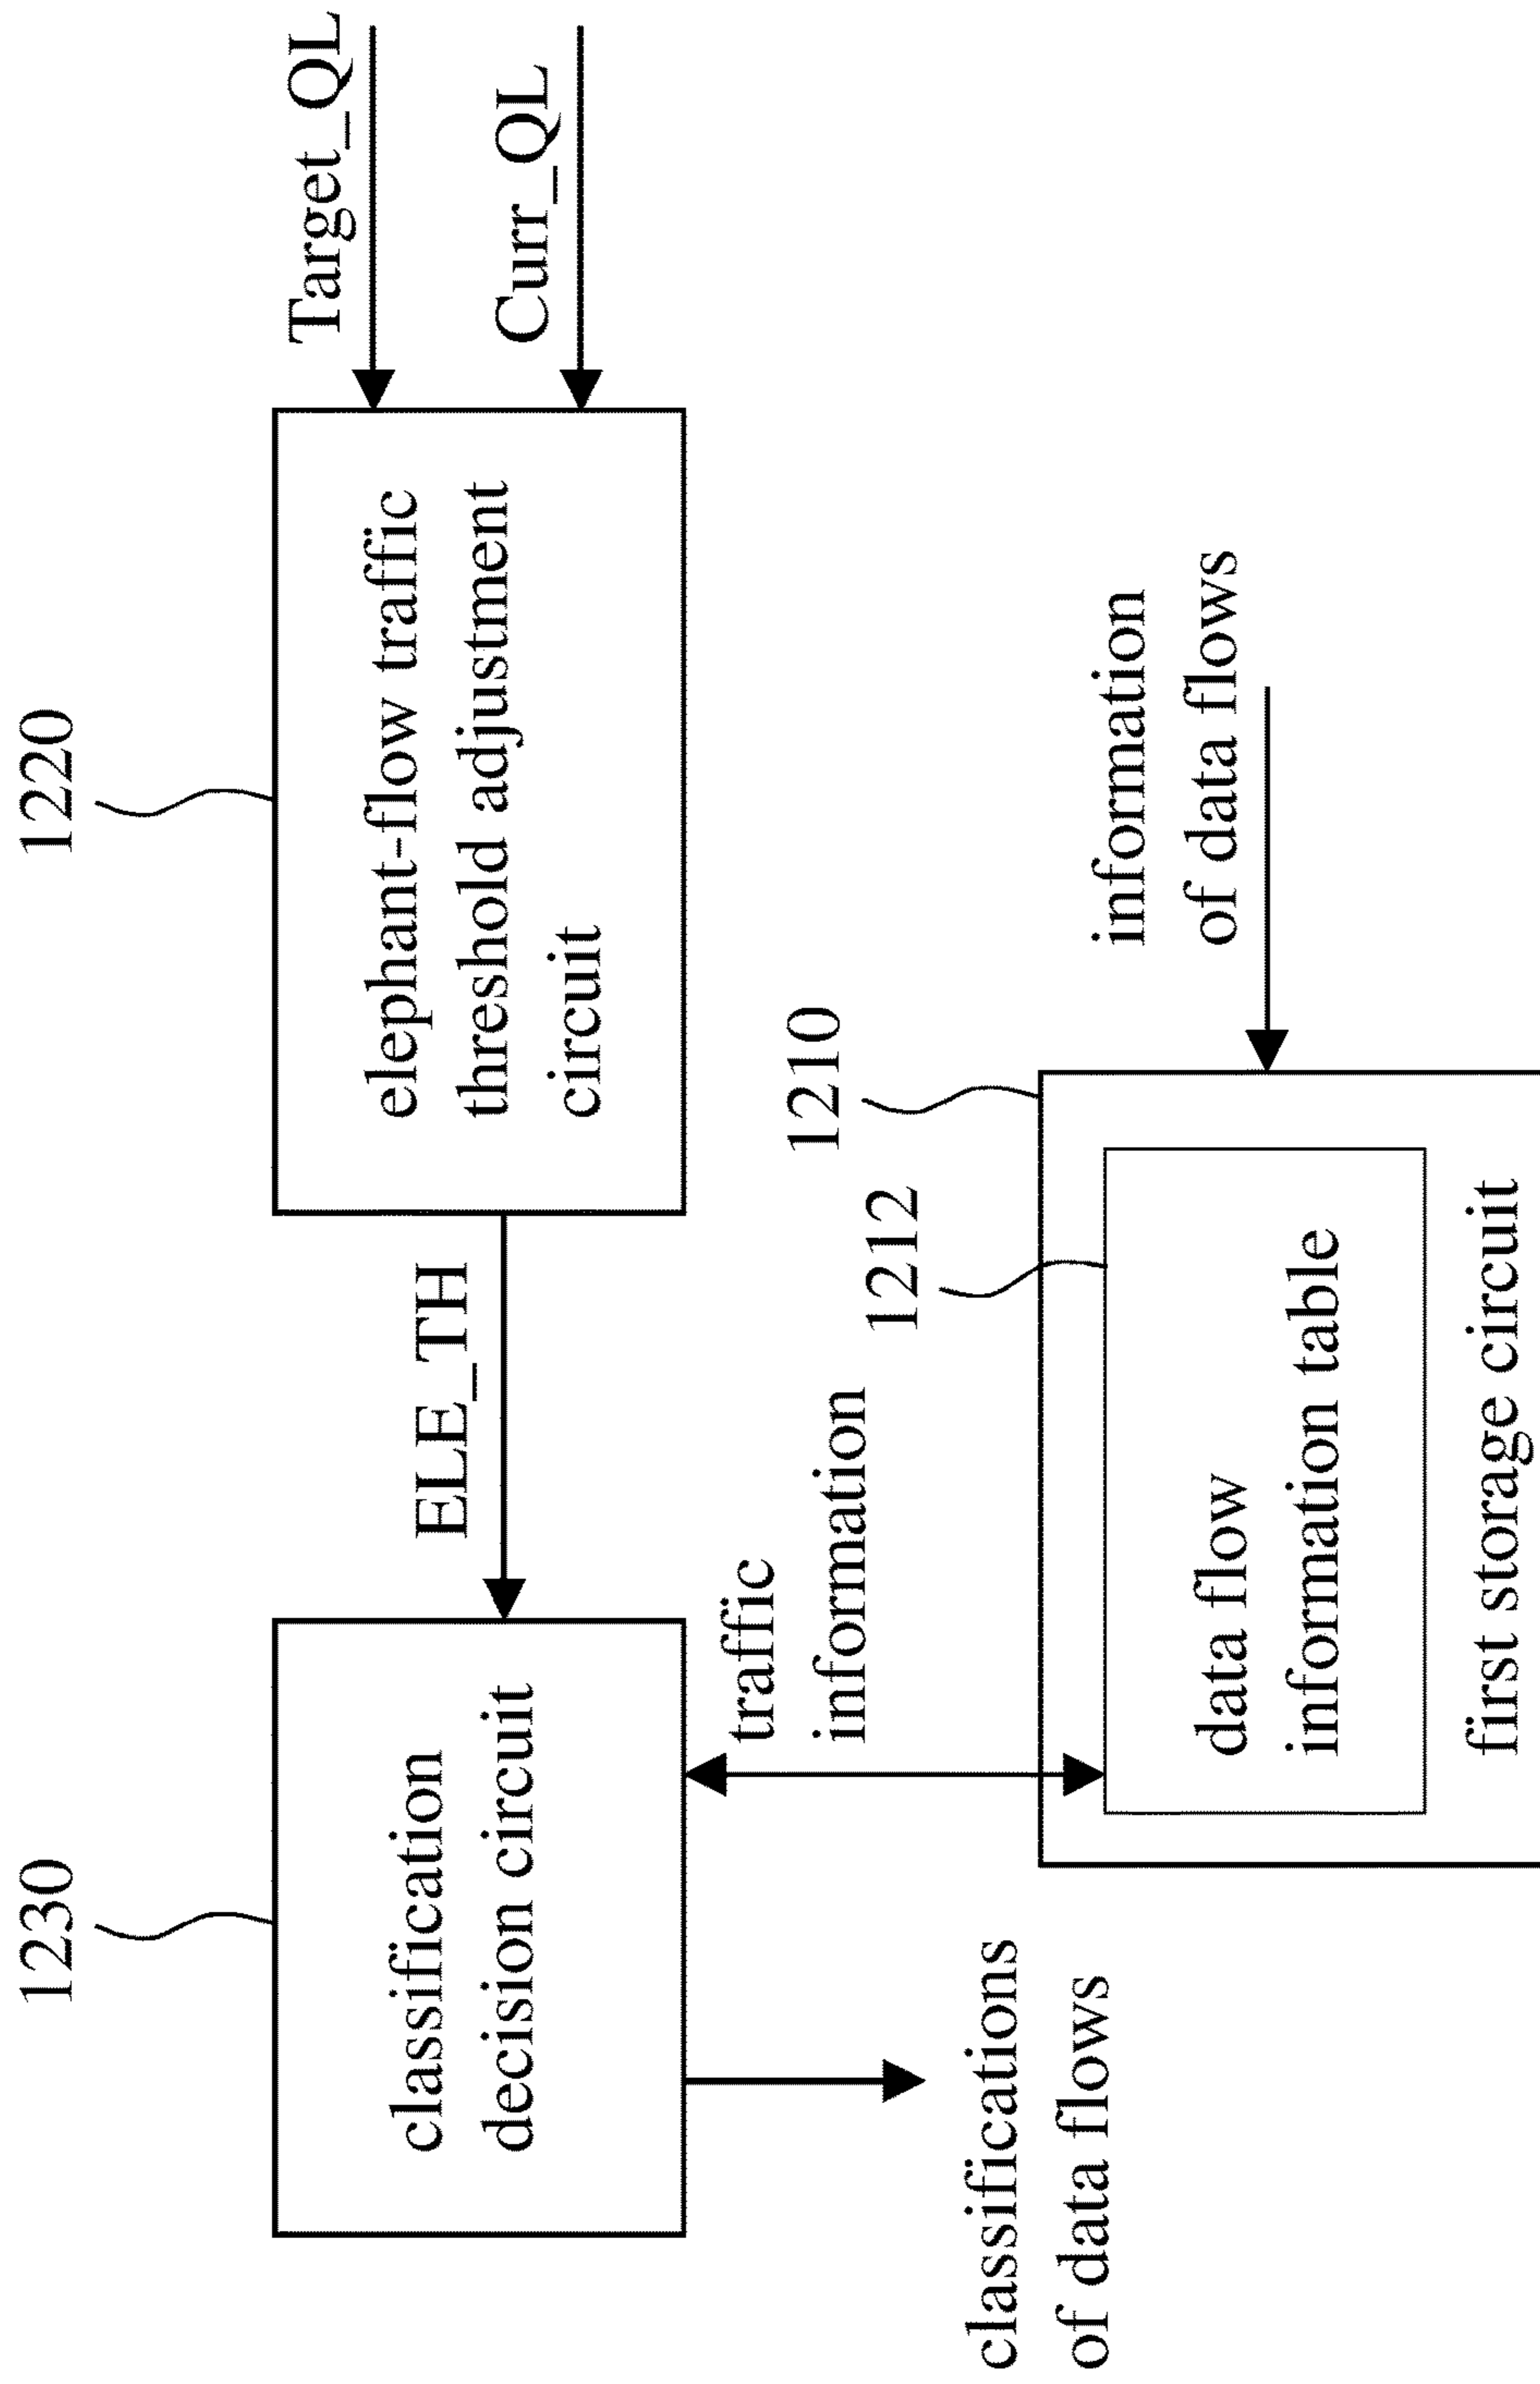 1230
classification
decision circuit
ELE_TH
1220
elephant-flow traffic
threshold adjustment
circuit
Target_QL
Curr_QL
traffic
information
classifications
of data flows
1212
1210
data flow
information table
first storage circuit
information
of data flows